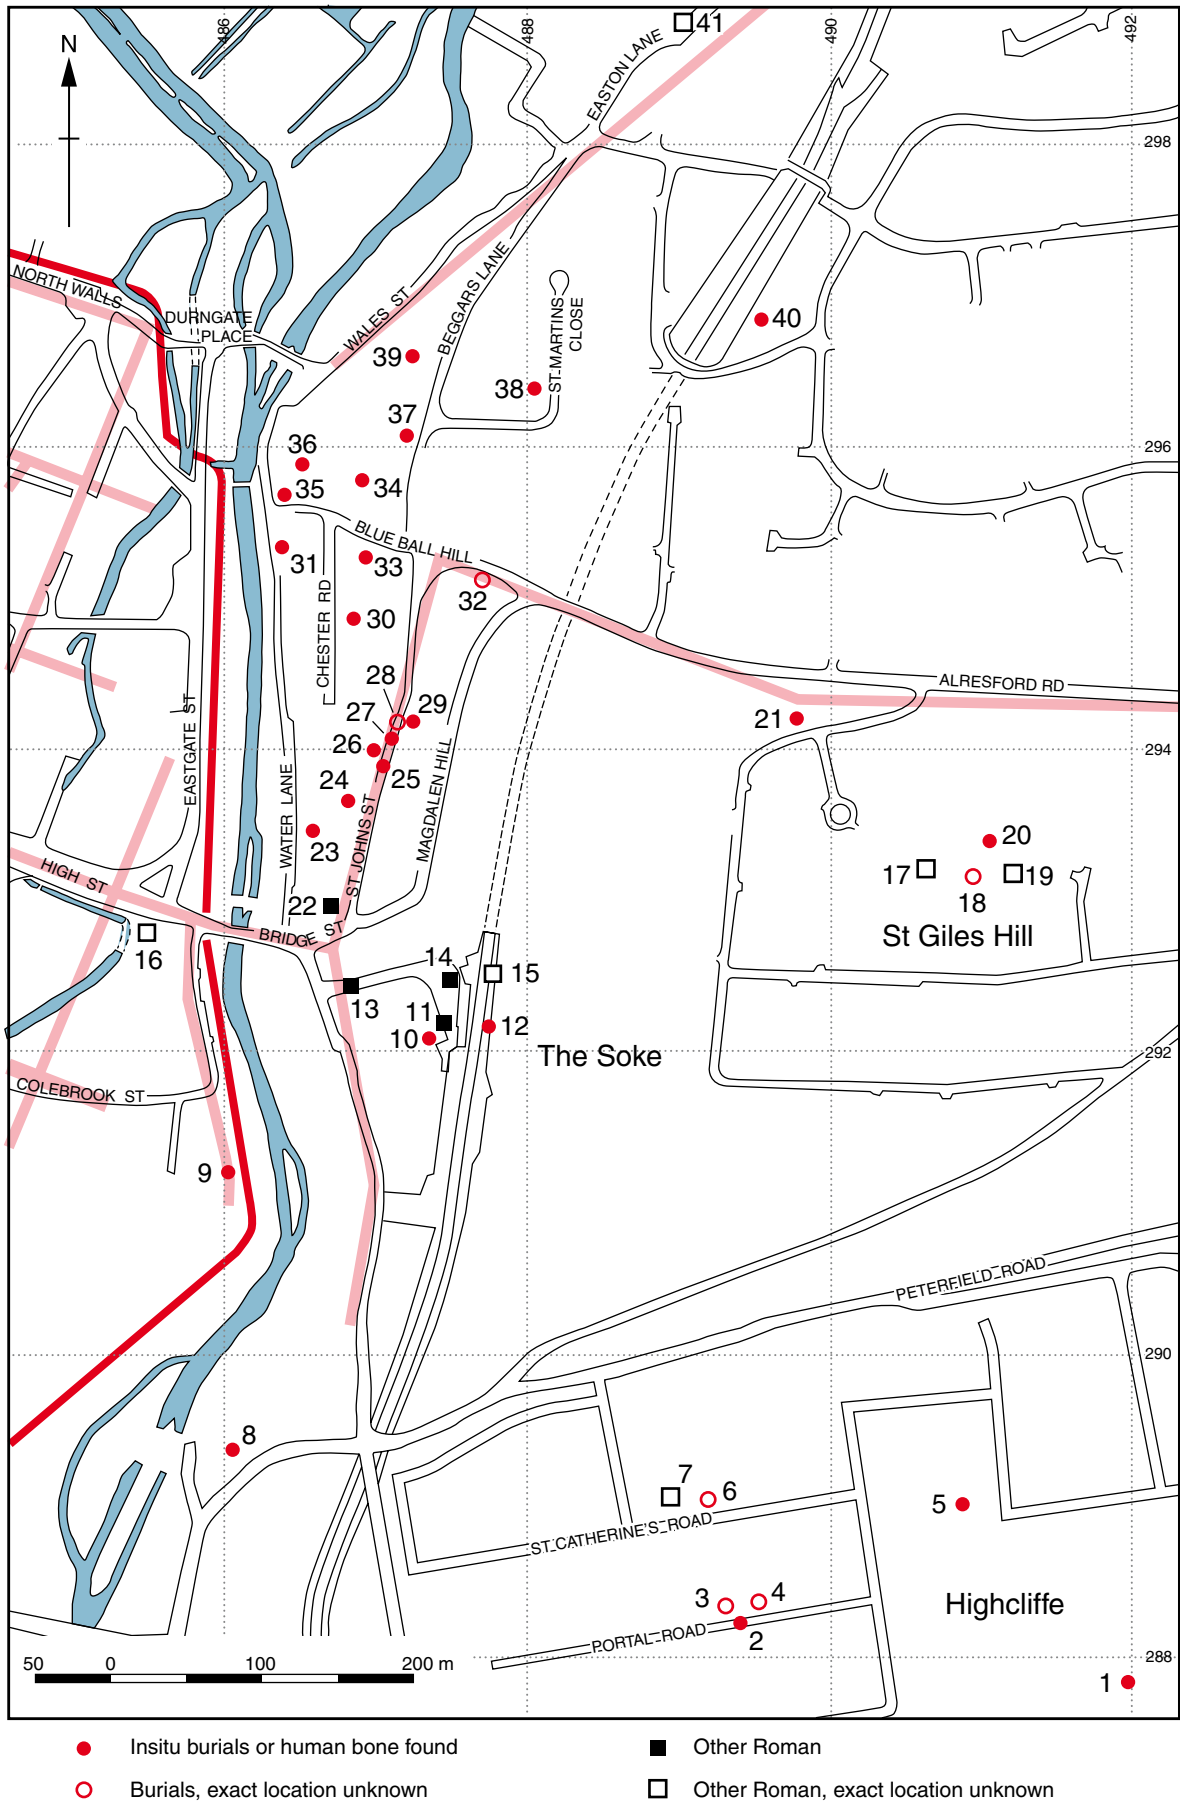 486
488
490
492
N
41
EASTON LANE
298
NORTH WALLS
DURNGATE
PLACE
WALES ST
BEGGARS LANE
ST MARTINS
CLOSE
40
39
38
37
36
35
34
296
BLUE BALL HILL
31
33
32
CHESTER RD
30
28
29
27
26
25
24
23
ALRESFORD RD
21
294
EASTGATE ST
WATER LANE
ST JOHNS ST
MAGDALEN HILL
20
17
19
18
St Giles Hill
HIGH ST
22
BRIDGE ST
16
14
15
13
11
10
12
The Soke
292
COLEBROOK ST
9
PETERFIELD ROAD
290
8
7
6
5
ST CATHERINE'S ROAD
3
4
Highcliffe
2
PORTAL ROAD
288
1
50 0 100 200 m
Insitu burials or human bone found
Other Roman
Burials, exact location unknown
Other Roman, exact location unknown